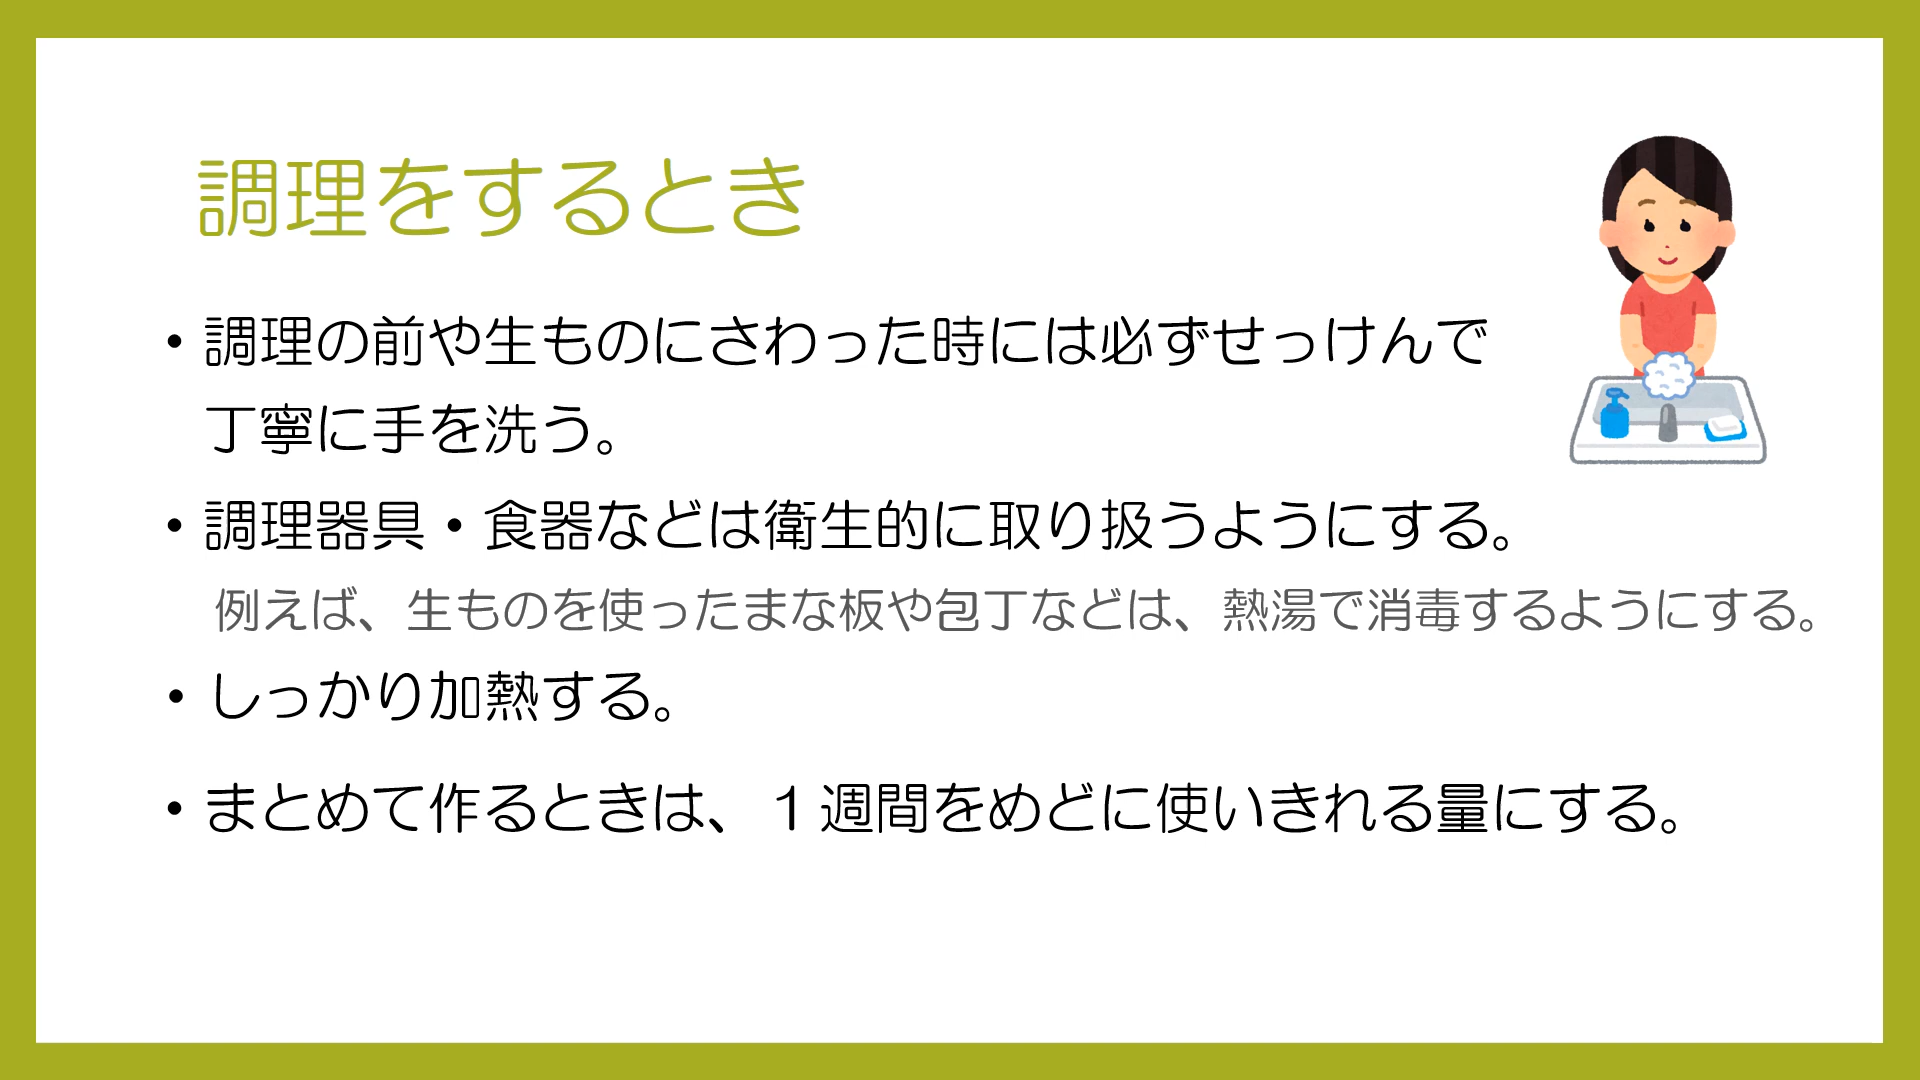 調理をするとき
・調理の前や生ものにさわった時には必ずせっけんで
丁寧に手を洗う。
・調理器具・食器などは衛生的に取り扱うようにする。
例えば、生ものを使ったまな板や包丁などは、熱湯で消毒するようにする。
・しっかり加熱する。
・まとめて作るときは、１週間をめどに使いきれる量にする。